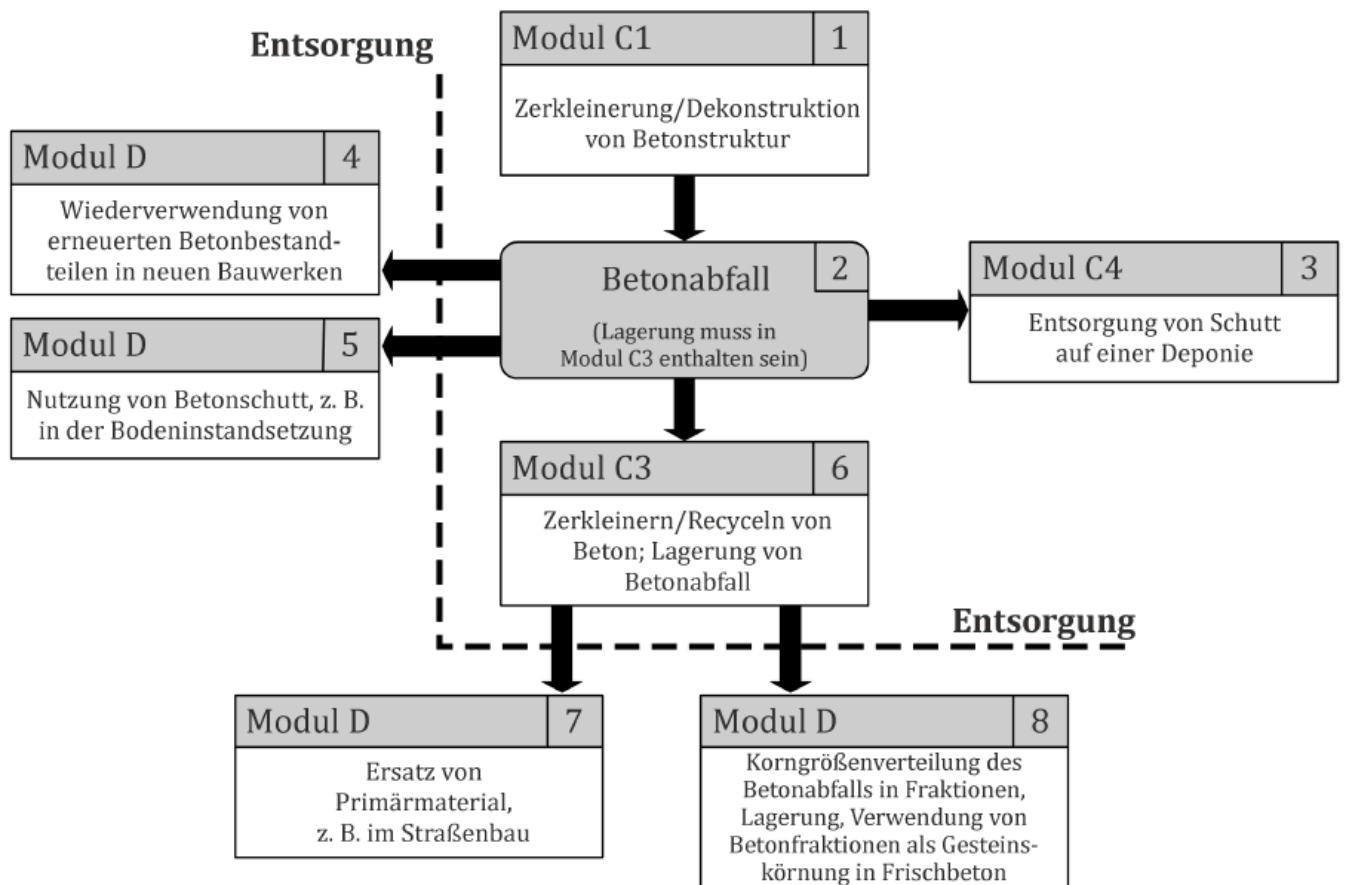 Entsorgung
Modul C1 1
Zerkleinerung/Dekonstruktion
von Betonstruktur
Modul D 4
Wiederverwendung von
erneuerten Betonbestand-
teilen in neuen Bauwerken
Betonabfall 2
(Lagerung muss in
Modul C3 enthalten sein)
Modul C4 3
Entsorgung von Schutt
auf einer Deponie
Modul D 5
Nutzung von Betonschutt, z. B.
in der Bodeninstandsetzung
Modul C3 6
Zerkleinern/Recyceln von
Beton; Lagerung von
Betonabfall
Entsorgung
Modul D 7
Ersatz von
Primärmaterial,
z. B. im Straßenbau
Modul D 8
Korngrößenverteilung des
Betonabfalls in Fraktionen,
Lagerung, Verwendung von
Betonfraktionen als Gesteins-
körnung in Frischbeton